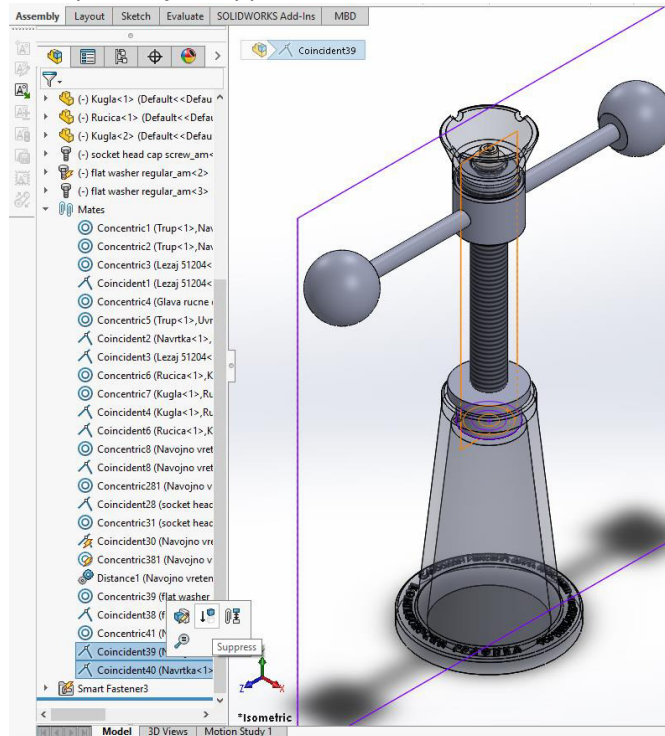 Assembly Layout Sketch Evaluate SOLIDWORKS Add-Ins MBD
Coincident39
(-) Kugla<1> (Default<<Defau
(-) Rucica<1> (Default<<Defau
(-) Kugla<2> (Default<<Defau
(-) socket head cap screw_am<
(-) flat washer regular_am<2>
(-) flat washer regular_am<3>
Mates
Concentric1 (Trup<1>,Nav
Concentric2 (Trup<1>,Nav
Concentric3 (Lezaj 51204<
Coincident1 (Lezaj 51204<
Concentric4 (Glava rucne
Concentric5 (Trup<1>,Uvr
Coincident2 (Navrtka<1>,
Coincident3 (Lezaj 51204<
Concentric6 (Rucica<1>,K
Concentric7 (Kugla<1>,Ru
Coincident4 (Kugla<1>,Ru
Coincident6 (Rucica<1>,K
Concentric8 (Navojno vret
Coincident8 (Navojno vret
Concentric281 (Navojno v
Coincident28 (socket head
Concentric31 (socket head
Coincident30 (Navojno vre
Concentric381 (Navojno v
Distance1 (Navojno vreten
Concentric39 (flat washer
Coincident38 (f
Concentric41 (N
Suppress
Coincident39 (N
Coincident40 (Navrtka<1>
Smart Fastener3
Z X
*Isometric
Model 3D Views Motion Study 1